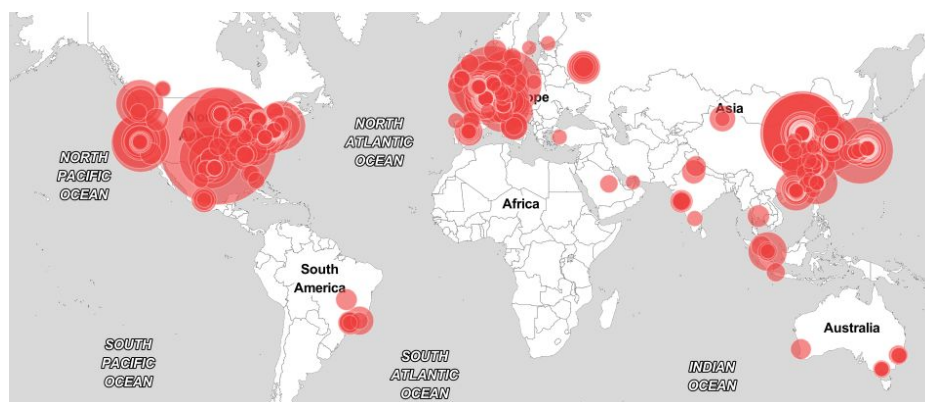 NORTH
PACIFIC
OCEAN
NORTH
ATLANTIC
OCEAN
Asia
Africa
South
America
Australia
SOUTH
PACIFIC
OCEAN
SOUTH
ATLANTIC
OCEAN
INDIAN
OCEAN